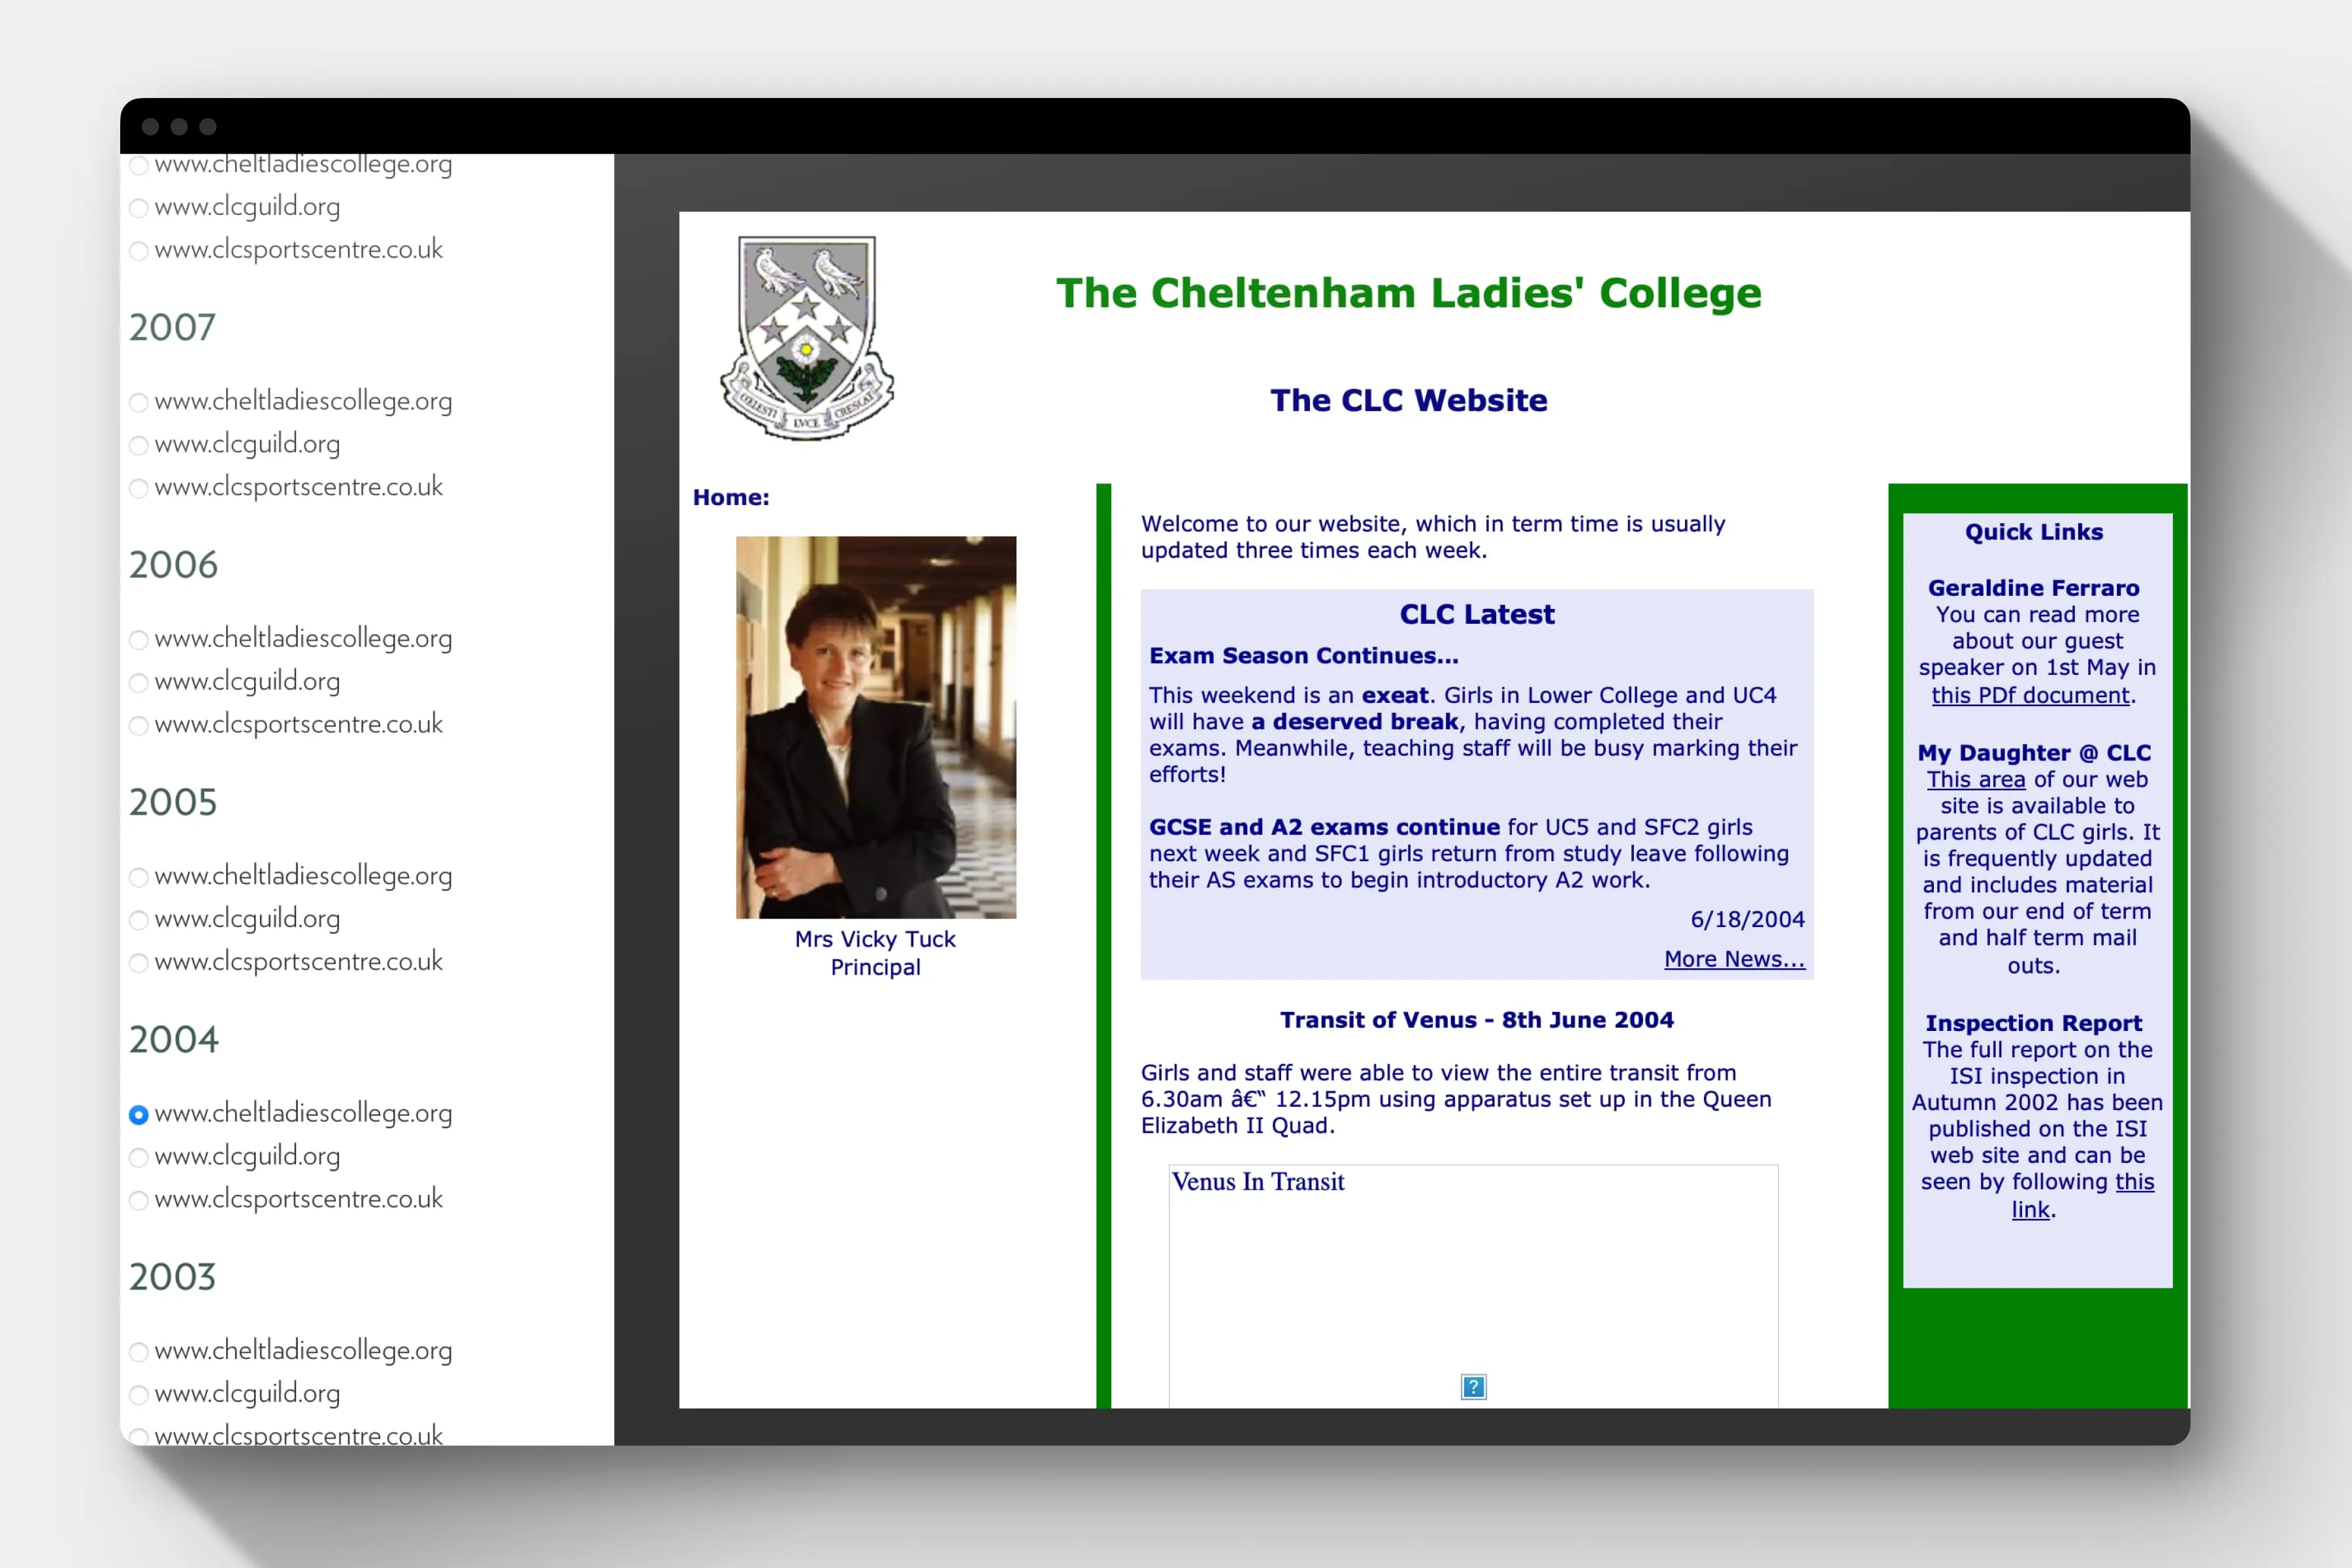 www.cheltladiescollege.org
www.clcguild.org
www.clcsportscentre.co.uk
2007
www.cheltladiescollege.org
www.clcguild.org
www.clcsportscentre.co.uk
2006
www.cheltladiescollege.org
www.clcguild.org
www.clcsportscentre.co.uk
2005
www.cheltladiescollege.org
www.clcguild.org
www.clcsportscentre.co.uk
2004
www.cheltladiescollege.org
www.clcguild.org
www.clcsportscentre.co.uk
2003
www.cheltladiescollege.org
www.clcguild.org
www.clcsportscentre.co.uk
CŒLESTI
LVCE
CRESCAT
The Cheltenham Ladies' College
The CLC Website
Home:
Mrs Vicky Tuck
Principal
Welcome to our website, which in term time is usually
updated three times each week.
CLC Latest
Exam Season Continues...
This weekend is an exeat. Girls in Lower College and UC4
will have a deserved break, having completed their
exams. Meanwhile, teaching staff will be busy marking their
efforts!
GCSE and A2 exams continue for UC5 and SFC2 girls
next week and SFC1 girls return from study leave following
their AS exams to begin introductory A2 work.
6/18/2004
More News...
Transit of Venus - 8th June 2004
Girls and staff were able to view the entire transit from
6.30am â€“ 12.15pm using apparatus set up in the Queen
Elizabeth II Quad.
Venus In Transit
?
Quick Links
Geraldine Ferraro
You can read more
about our guest
speaker on 1st May in
this PDf document.
My Daughter @ CLC
This area of our web
site is available to
parents of CLC girls. It
is frequently updated
and includes material
from our end of term
and half term mail
outs.
Inspection Report
The full report on the
ISI inspection in
Autumn 2002 has been
published on the ISI
web site and can be
seen by following this
link.